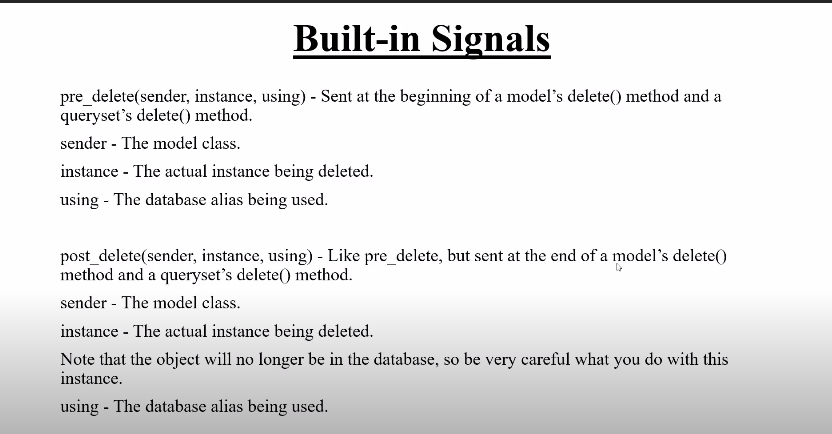 Built-in Signals
pre_delete(sender, instance, using) - Sent at the beginning of a model’s delete() method and a
queryset’s delete() method.
sender - The model class.
instance - The actual instance being deleted.
using - The database alias being used.
post_delete(sender, instance, using) - Like pre_delete, but sent at the end of a model’s delete()
method and a queryset’s delete() method.
sender - The model class.
instance - The actual instance being deleted.
Note that the object will no longer be in the database, so be very careful what you do with this
instance.
using - The database alias being used.